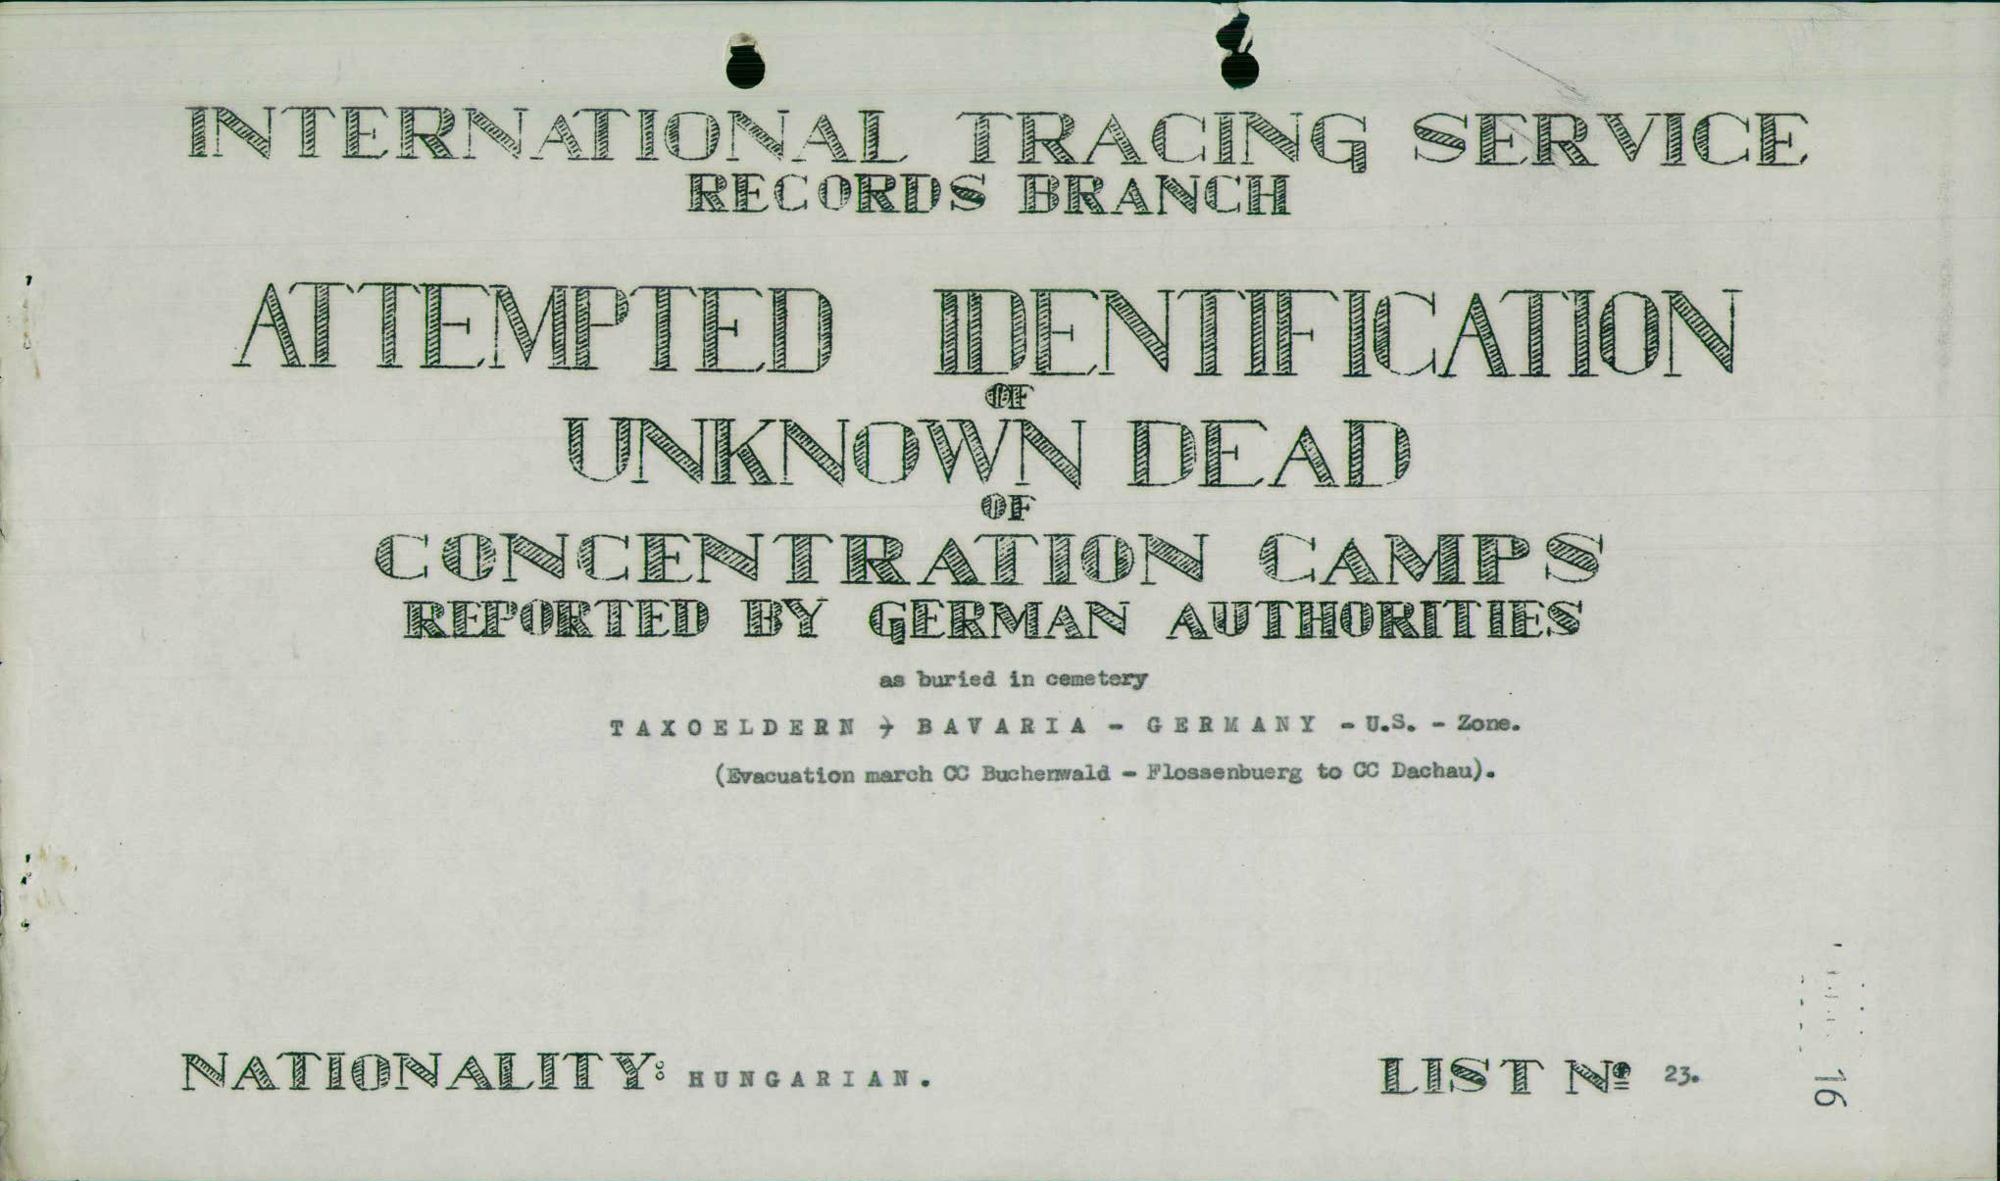 INTERNATIONAL TRACING SERVICE
RECORDS BRANCH
ATTEMPTED IDENTIFICATION
OF
UNKNOWN DEAD
OF
CONCENTRATION CAMPS
REPORTED BY GERMAN AUTHORITIES
as buried in cemetery
TAXOELDERN - BAVARIA - GERMANY - U.S. - Zone.
(Evacuation march CC Buchenwald - Flossenbuerg to CC Dachau).
NATIONALITY: HUNGARIAN.
LIST Nº 23.
16